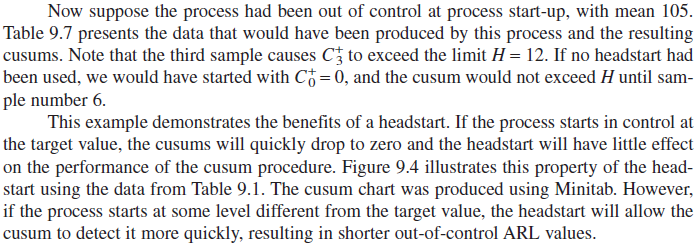 Now suppose the process had been out of control at process start-up, with mean 105.
Table 9.7 presents the data that would have been produced by this process and the resulting
cusums. Note that the third sample causes C₃⁺ to exceed the limit H = 12. If no headstart had
been used, we would have started with C₀⁺ = 0, and the cusum would not exceed H until sam-
ple number 6.
This example demonstrates the benefits of a headstart. If the process starts in control at
the target value, the cusums will quickly drop to zero and the headstart will have little effect
on the performance of the cusum procedure. Figure 9.4 illustrates this property of the head-
start using the data from Table 9.1. The cusum chart was produced using Minitab. However,
if the process starts at some level different from the target value, the headstart will allow the
cusum to detect it more quickly, resulting in shorter out-of-control ARL values.